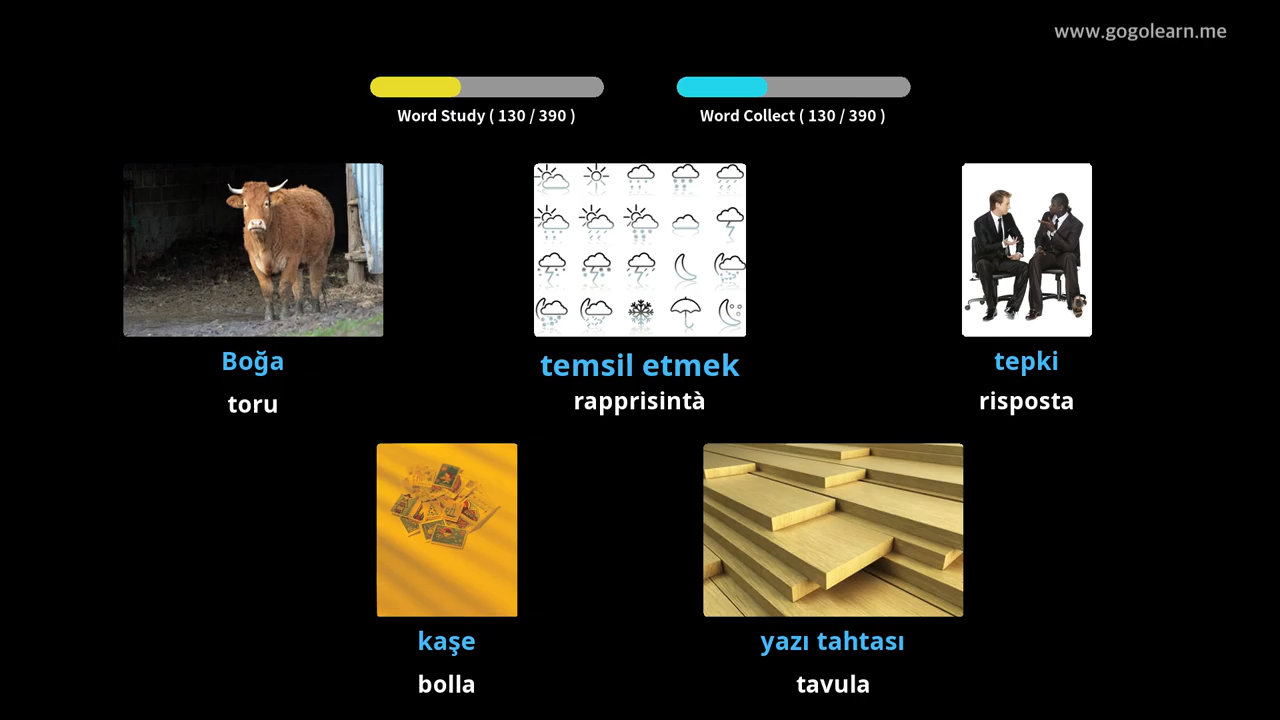 www.gogolearn.me
Word Study ( 130 / 390 )
Word Collect ( 130 / 390 )
Boğa
toru
temsil etmek
rapprisintà
tepki
risposta
kaşe
bolla
yazı tahtası
tavula